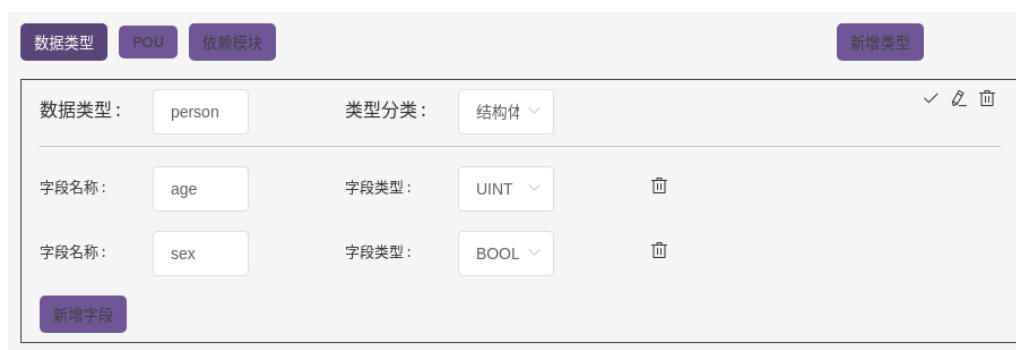 数据类型 POU 依赖模块 新增类型
数据类型： person 类型分类： 结构体
字段名称： age 字段类型： UINT
字段名称： sex 字段类型： BOOL
新增字段